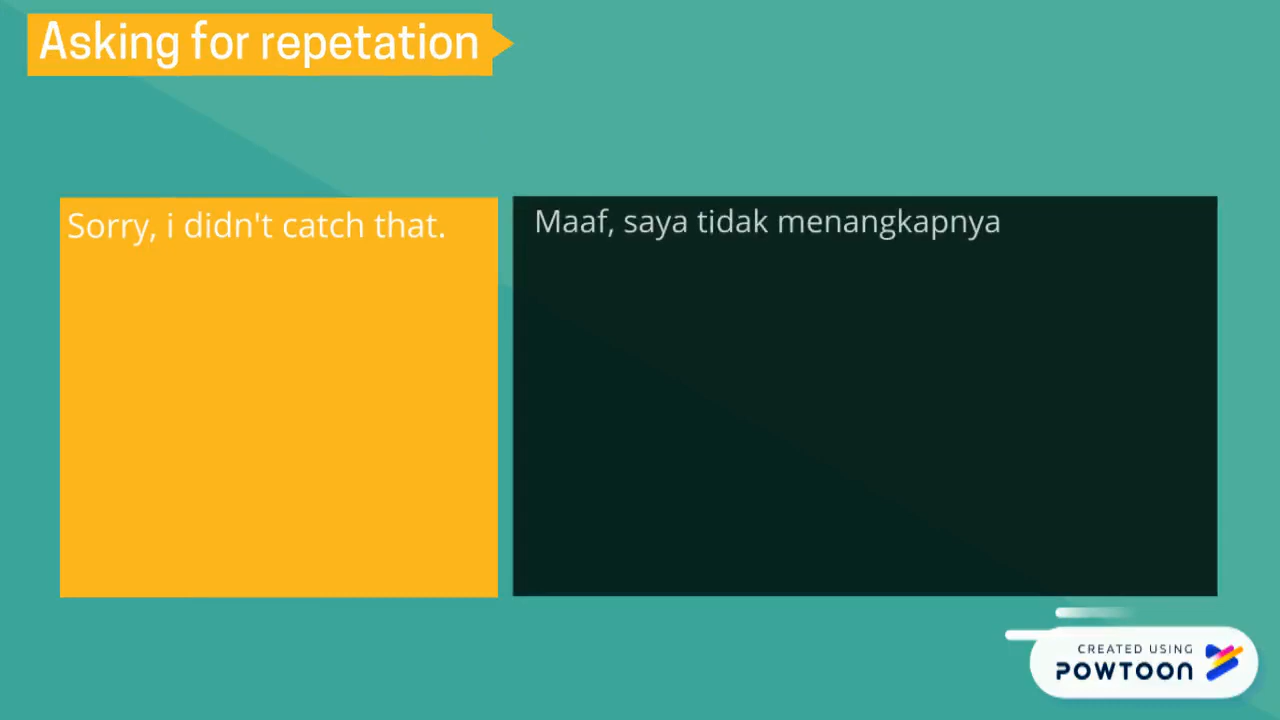 Asking for repetation
Sorry, i didn't catch that.
Maaf, saya tidak menangkapnya
CREATED USING
POWTOON